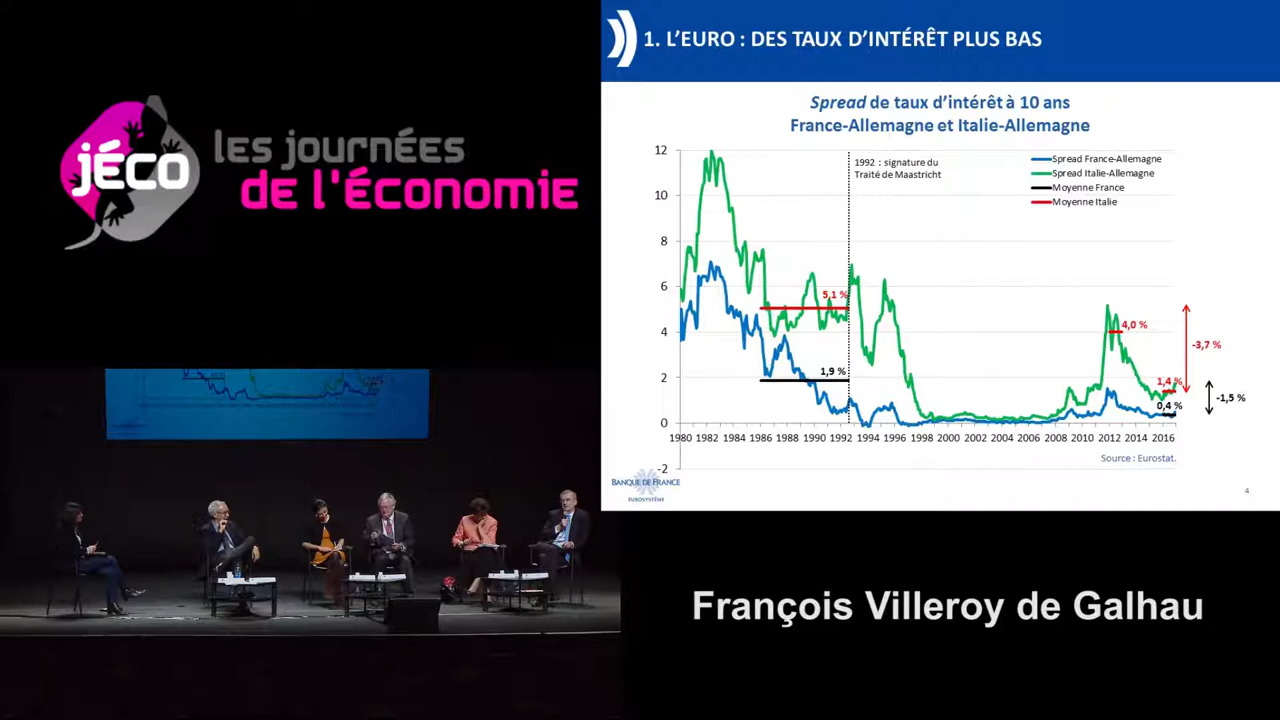 jéco
les journées
de l'économie
1. L'EURO : DES TAUX D'INTÉRÊT PLUS BAS
Spread de taux d'intérêt à 10 ans
France-Allemagne et Italie-Allemagne
1992 : signature du
Traité de Maastricht
Spread France-Allemagne
Spread Italie-Allemagne
Moyenne France
Moyenne Italie
12
10
8
6
4
2
0
-2
5,1 %
1,9 %
4,0 %
-3,7 %
1,4 %
0,4 %
-1,5 %
1980 1982 1984 1986 1988 1990 1992 1994 1996 1998 2000 2002 2004 2006 2008 2010 2012 2014 2016
Source : Eurostat.
BANQUE DE FRANCE
EUROSYSTÈME
4
François Villeroy de Galhau